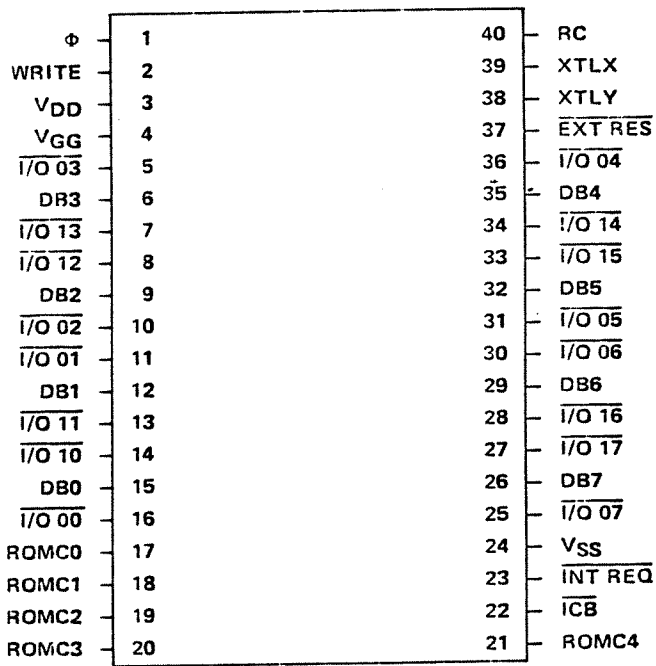 Φ 1 40 RC
WRITE 2 39 XTLX
VDD 3 38 XTLY
VGG 4 37 EXT RES
I/O 03 5 36 I/O 04
DB3 6 35 DB4
I/O 13 7 34 I/O 14
I/O 12 8 33 I/O 15
DB2 9 32 DB5
I/O 02 10 31 I/O 05
I/O 01 11 30 I/O 06
DB1 12 29 DB6
I/O 11 13 28 I/O 16
I/O 10 14 27 I/O 17
DB0 15 26 DB7
I/O 00 16 25 I/O 07
ROMC0 17 24 VSS
ROMC1 18 23 INT REQ
ROMC2 19 22 ICB
ROMC3 20 21 ROMC4